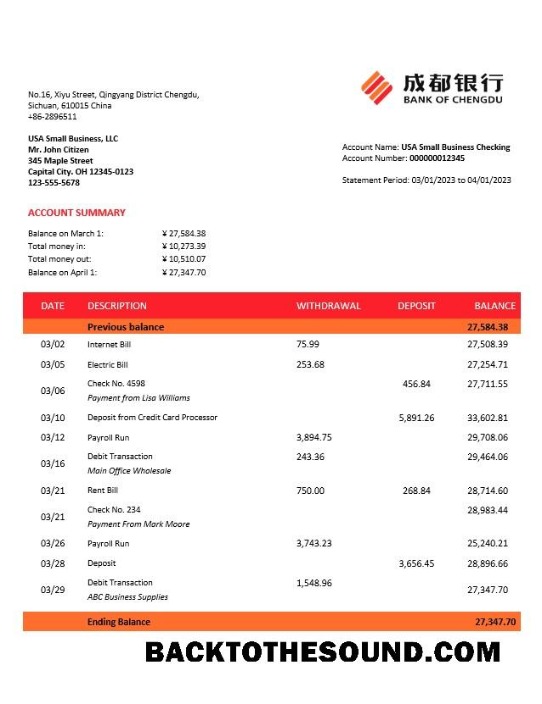 成都银行
BANK OF CHENGDU
No.16, Xiyu Street, Qingyang District Chengdu,
Sichuan, 610015 China
+86-2896511
USA Small Business, LLC
Mr. John Citizen
345 Maple Street
Capital City. OH 12345-0123
123-555-5678
Account Name: USA Small Business Checking
Account Number: 000000012345
Statement Period: 03/01/2023 to 04/01/2023
ACCOUNT SUMMARY
Balance on March 1: ¥ 27,584.38
Total money in: ¥ 10,273.39
Total money out: ¥ 10,510.07
Balance on April 1: ¥ 27,347.70
DATE DESCRIPTION WITHDRAWAL DEPOSIT BALANCE
Previous balance 27,584.38
03/02 Internet Bill 75.99 27,508.39
03/05 Electric Bill 253.68 27,254.71
03/06 Check No. 4598 456.84 27,711.55
Payment from Lisa Williams
03/10 Deposit from Credit Card Processor 5,891.26 33,602.81
03/12 Payroll Run 3,894.75 29,708.06
03/16 Debit Transaction 243.36 29,464.06
Main Office Wholesale
03/21 Rent Bill 750.00 268.84 28,714.60
03/21 Check No. 234 28,983.44
Payment From Mark Moore
03/26 Payroll Run 3,743.23 25,240.21
03/28 Deposit 3,656.45 28,896.66
03/29 Debit Transaction 1,548.96 27,347.70
ABC Business Supplies
Ending Balance 27,347.70
BACKTOTHESOUND.COM